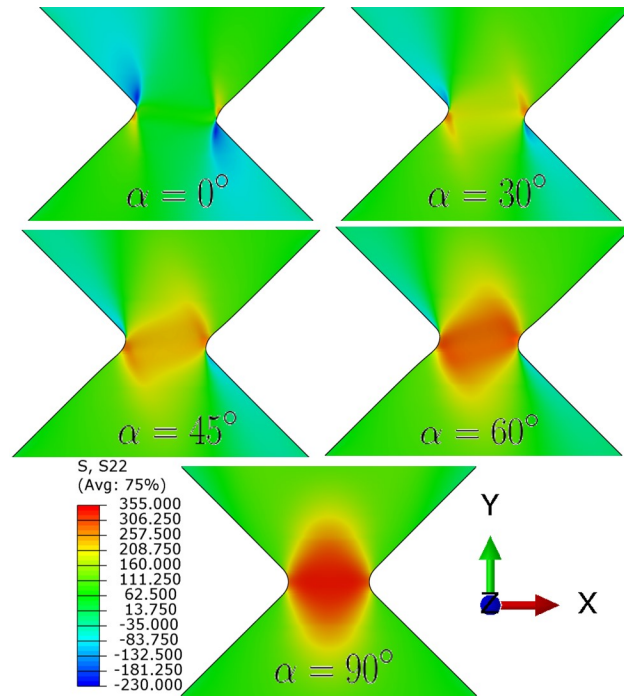 α = 0°
α = 30°
α = 45°
α = 60°
S, S22
(Avg: 75%)
355.000
306.250
257.500
208.750
160.000
111.250
62.500
13.750
-35.000
-83.750
-132.500
-181.250
-230.000
α = 90°
Y
Z
X